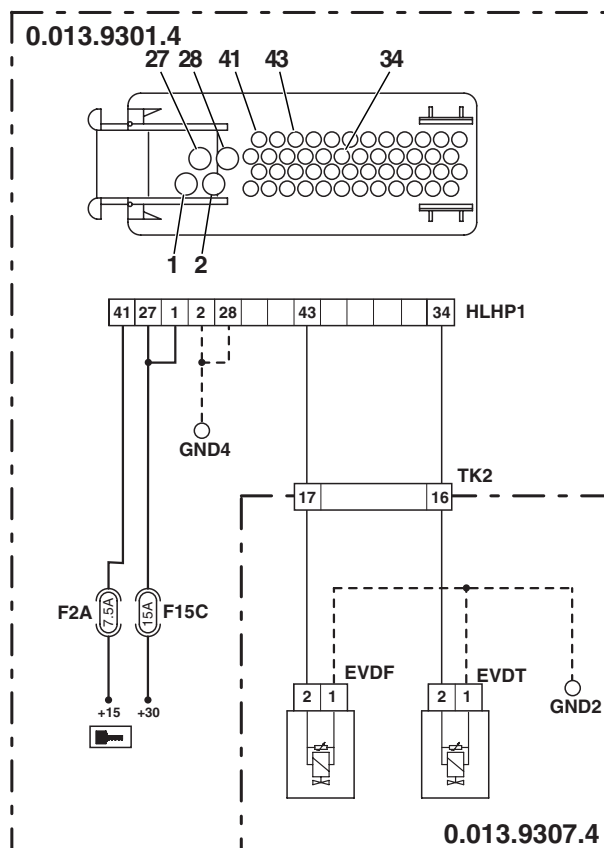 0.013.9301.4
27 28 41 43 34
1 2
41 27 1 2 28 43 34 HLHP1
GND4
TK2
17 16
F2A 7.5A 15A F15C
EVDF EVDT
2 1 2 1
GND2
+15 +30
0.013.9307.4